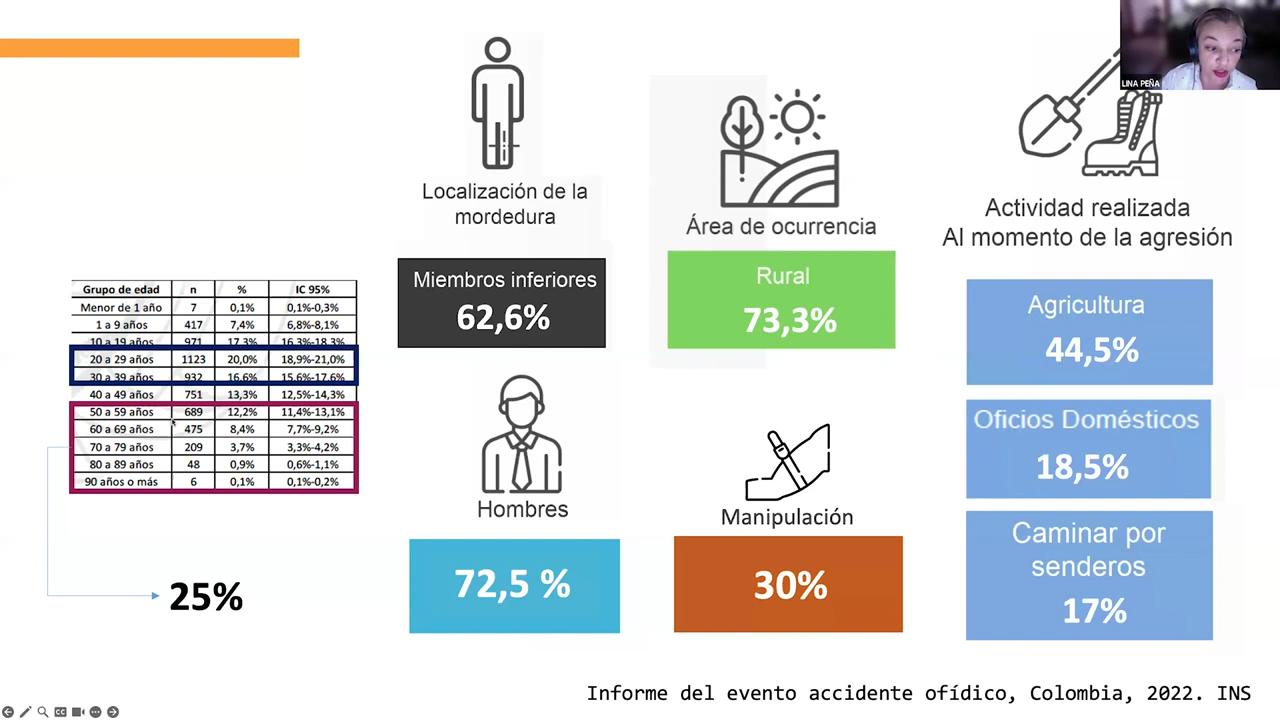 LINA PEÑA
Localización de la
mordedura
Miembros inferiores
62,6%
Área de ocurrencia
Rural
73,3%
Actividad realizada
Al momento de la agresión
Agricultura
44,5%
Oficios Domésticos
18,5%
Caminar por
senderos
17%
Grupo de edad n % IC 95%
Menor de 1 año 7 0,1% 0,1%-0,3%
1 a 9 años 417 7,4% 6,8%-8,1%
10 a 19 años 971 17,3% 16,3%-18,3%
20 a 29 años 1123 20,0% 18,9%-21,0%
30 a 39 años 932 16,6% 15,6%-17,6%
40 a 49 años 751 13,3% 12,5%-14,3%
50 a 59 años 689 12,2% 11,4%-13,1%
60 a 69 años 475 8,4% 7,7%-9,2%
70 a 79 años 209 3,7% 3,3%-4,2%
80 a 89 años 48 0,9% 0,6%-1,1%
90 años o más 6 0,1% 0,1%-0,2%
25%
Hombres
72,5 %
Manipulación
30%
Informe del evento accidente ofídico, Colombia, 2022. INS